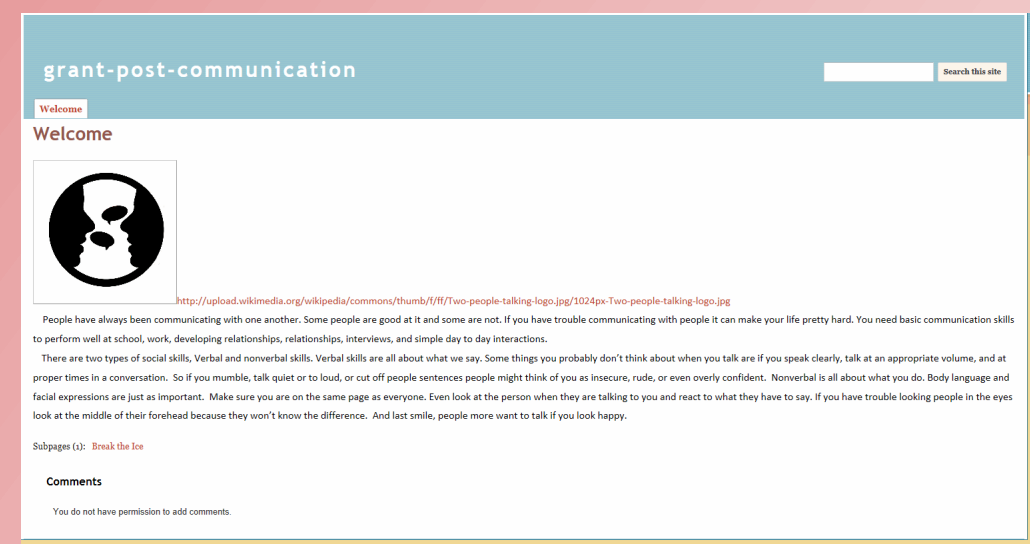 grant-post-communication
Search this site
Welcome
Welcome
http://upload.wikimedia.org/wikipedia/commons/thumb/f/ff/Two-people-talking-logo.jpg/1024px-Two-people-talking-logo.jpg
People have always been communicating with one another. Some people are good at it and some are not. If you have trouble communicating with people it can make your life pretty hard. You need basic communication skills
to perform well at school, work, developing relationships, relationships, interviews, and simple day to day interactions.
There are two types of social skills, Verbal and nonverbal skills. Verbal skills are all about what we say. Some things you probably don't think about when you talk are if you speak clearly, talk at an appropriate volume, and at
proper times in a conversation. So if you mumble, talk quiet or to loud, or cut off people sentences people might think of you as insecure, rude, or even overly confident. Nonverbal is all about what you do. Body language and
facial expressions are just as important. Make sure you are on the same page as everyone. Even look at the person when they are talking to you and react to what they have to say. If you have trouble looking people in the eyes
look at the middle of their forehead because they won't know the difference. And last smile, people more want to talk if you look happy.
Subpages (1): Break the Ice
Comments
You do not have permission to add comments.